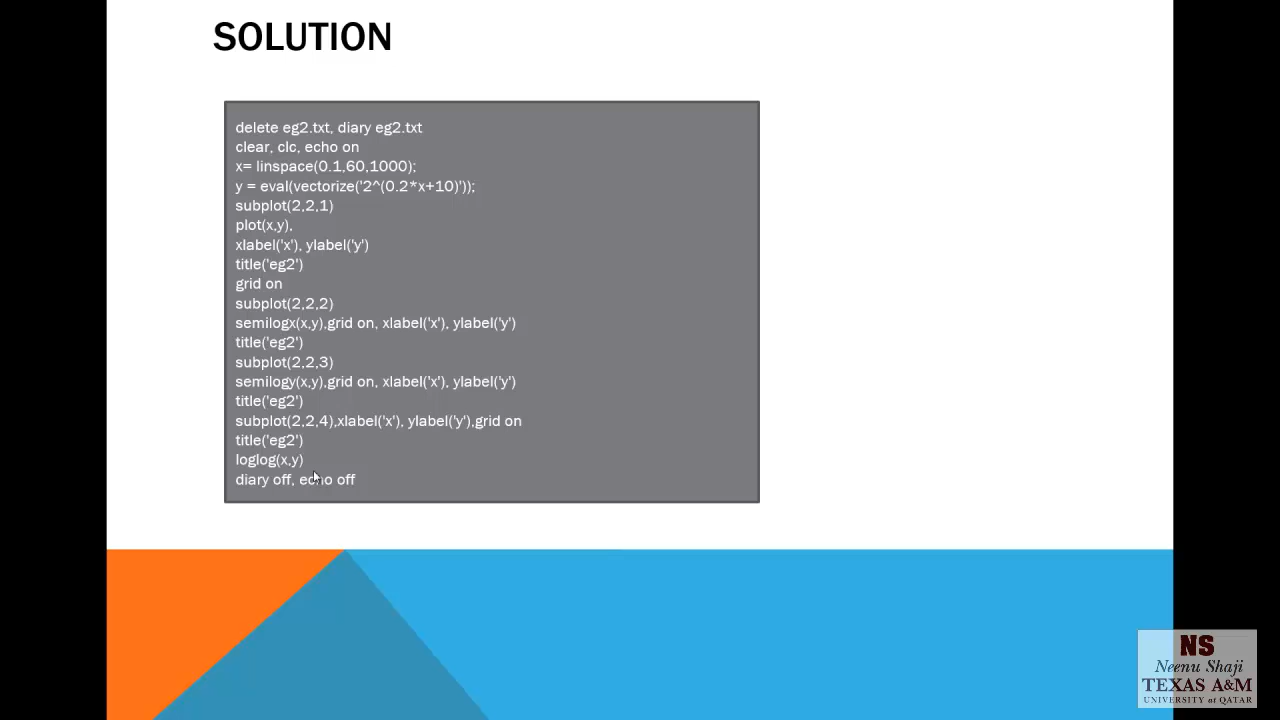 SOLUTION
delete eg2.txt, diary eg2.txt
clear, clc, echo on
x= linspace(0.1,60,1000);
y = eval(vectorize('2^(0.2*x+10)'));
subplot(2,2,1)
plot(x,y),
xlabel('x'), ylabel('y')
title('eg2')
grid on
subplot(2,2,2)
semilogx(x,y),grid on, xlabel('x'), ylabel('y')
title('eg2')
subplot(2,2,3)
semilogy(x,y),grid on, xlabel('x'), ylabel('y')
title('eg2')
subplot(2,2,4),xlabel('x'), ylabel('y'),grid on
title('eg2')
loglog(x,y)
diary off, echo off
NS
Neenu Shaji
TEXAS A&M
UNIVERSITY at QATAR